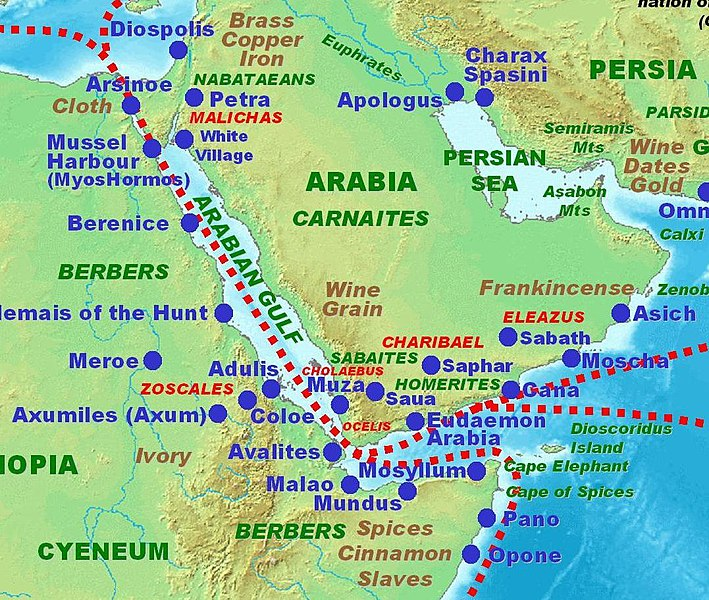 nation of
(C
Brass
Copper
Iron
Diospolis
Euphrates
Charax
Spasini
PERSIA
Arsinoe
NABATAEANS
Cloth
Petra
Apologus
MALICHAS
PARSID
Mussel
Harbour
(MyosHormos)
White
Village
Semiramis
Mts
Wine
Dates
Gold
G
PERSIAN
SEA
ARABIA
Asabon
Mts
Omn
CARNAITES
Berenice
ARABIAN GULF
Calxi
BERBERS
Wine
Grain
Frankincense
Zenob
lemais of the Hunt
ELEAZUS
Asich
CHARIBAEL
Sabath
Meroe
SABAITES
Saphar
Moscha
Adulis
CHOLAEBUS
ZOSCALES
Muza
HOMERITES
Cana
Saua
Axumiles (Axum)
Coloe
OCELIS
Eudaemon
Arabia
Dioscoridus
Island
Avalites
IOPIA
Ivory
Mosyllum
Cape Elephant
Malao
Mundus
Cape of Spices
Pano
BERBERS
Spices
Cinnamon
Slaves
CYENEUM
Opone